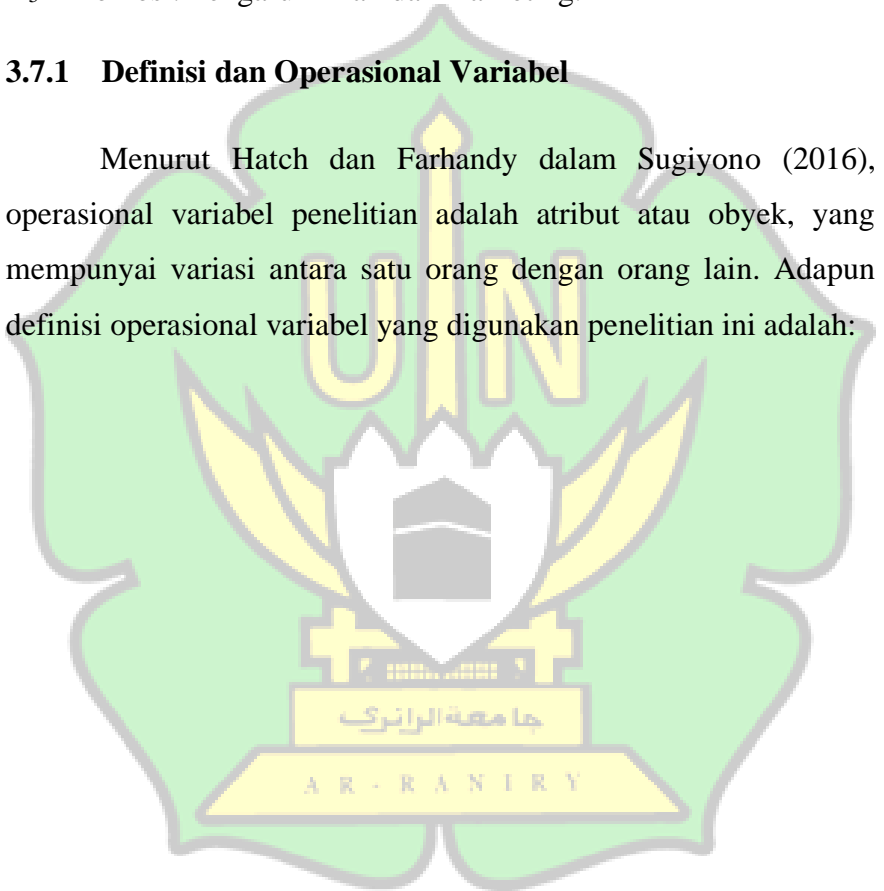 3.7.1 Definisi dan Operasional Variabel
Menurut Hatch dan Farhandy dalam Sugiyono (2016),
operasional variabel penelitian adalah atribut atau obyek, yang
mempunyai variasi antara satu orang dengan orang lain. Adapun
definisi operasional variabel yang digunakan penelitian ini adalah:
UIN
جامعة الرانري
AR-RANIRY